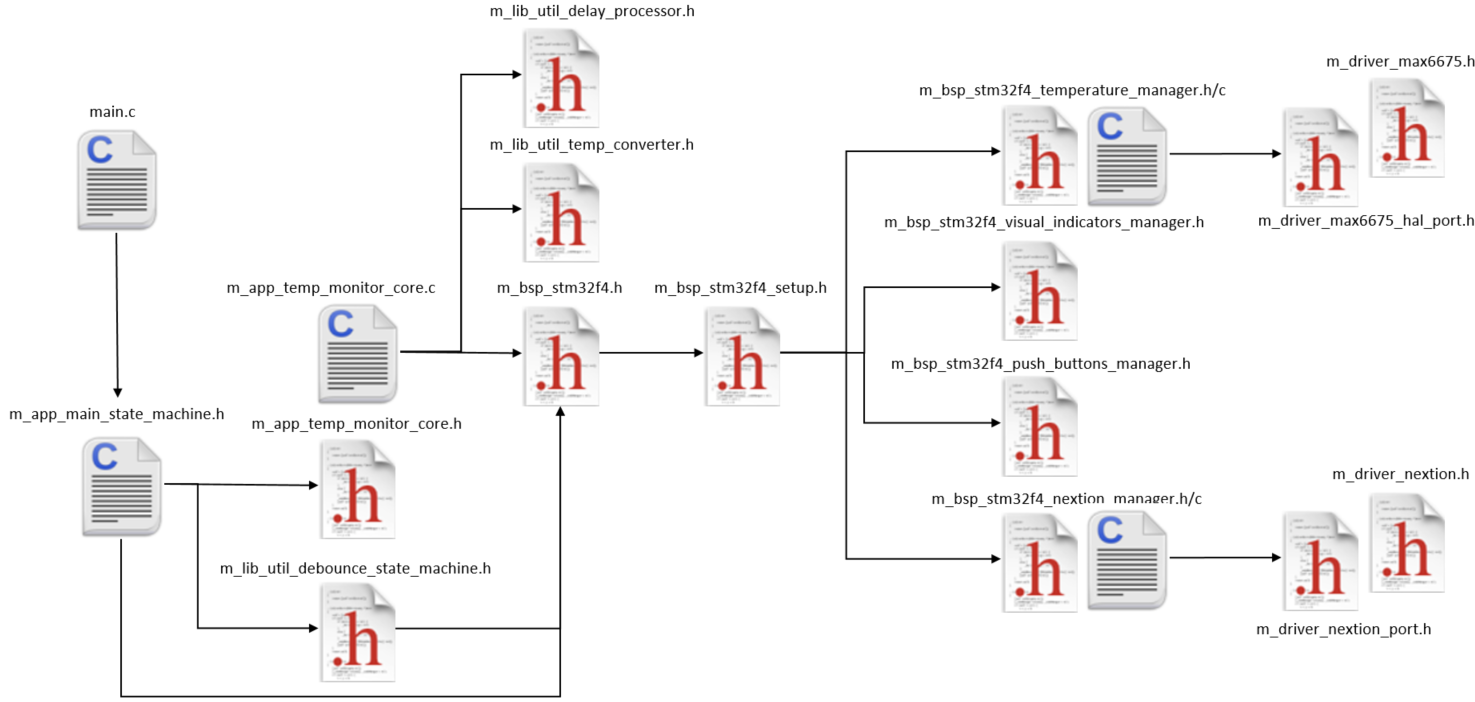 m_lib_util_delay_processor.h
m_driver_max6675.h
m_bsp_stm32f4_temperature_manager.h/c
main.c
C
.h
C
.h
.h
m_lib_util_temp_converter.h
.h
m_driver_max6675_hal_port.h
m_bsp_stm32f4_visual_indicators_manager.h
.h
m_app_temp_monitor_core.c
m_bsp_stm32f4.h
m_bsp_stm32f4_setup.h
.h
C
.h
.h
m_bsp_stm32f4_push_buttons_manager.h
m_app_main_state_machine.h
m_app_temp_monitor_core.h
.h
C
.h
m_driver_nextion.h
m_bsp_stm32f4_nextion_manager.h/c
.h
C
.h
.h
m_lib_util_debounce_state_machine.h
.h
m_driver_nextion_port.h